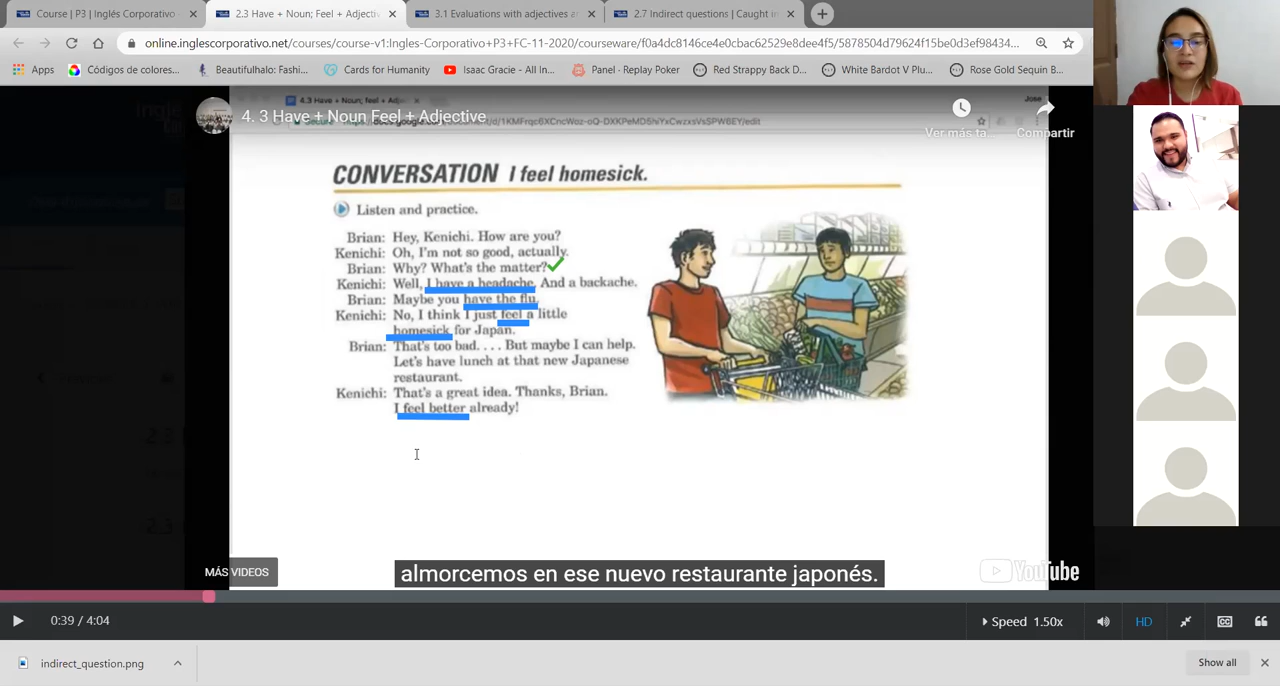 Course | P3 | Inglés Corporativo
2.3 Have + Noun; Feel + Adjectiv
3.1 Evaluations with adjectives a
2.7 Indirect questions | Caught i
online.inglescorporativo.net/courses/course-v1:Ingles-Corporativo+P3+FC-11-2020/courseware/f0a4dc8146ce4e0cbac62529e8dee4f5/5878504d79624f15be0d3ef98434...
Apps
Códigos de colores...
Beautifulhalo: Fashi...
Cards for Humanity
Isaac Gracie - All In...
Panel · Replay Poker
Red Strappy Back D...
White Bardot V Plu...
Rose Gold Sequin B...
4.3 Have + Noun; feel + Adj
Jose
4. 3 Have + Noun Feel + Adjective
Ver más ta...
Compartir
CONVERSATION I feel homesick.
Listen and practice.
Brian: Hey, Kenichi. How are you?
Kenichi: Oh, I'm not so good, actually.
Brian: Why? What's the matter?
Kenichi: Well, I have a headache. And a backache.
Brian: Maybe you have the flu.
Kenichi: No, I think I just feel a little
homesick for Japan.
Brian: That's too bad. . . . But maybe I can help.
Let's have lunch at that new Japanese
restaurant.
Kenichi: That's a great idea. Thanks, Brian.
I feel better already!
almorcemos en ese nuevo restaurante japonés.
MÁS VIDEOS
YouTube
0:39 / 4:04
Speed 1.50x
HD
CC
indirect_question.png
Show all